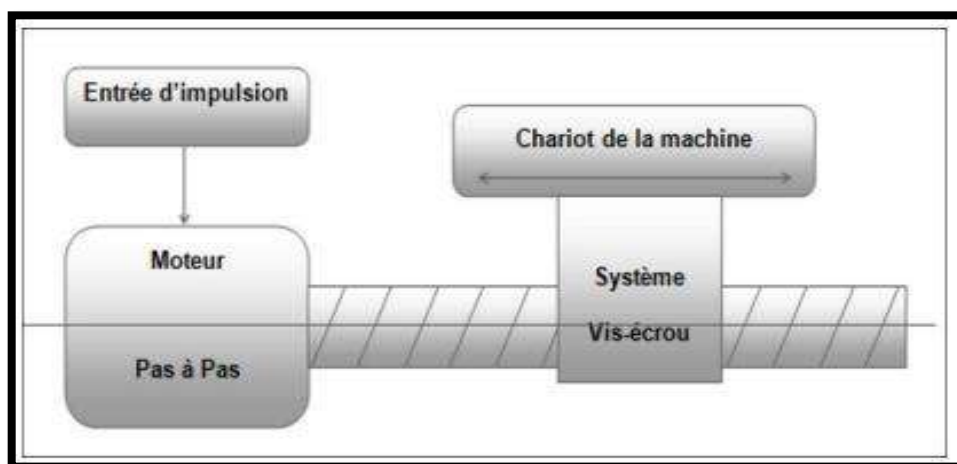 Entrée d'impulsion
Chariot de la machine
Moteur
Pas à Pas
Système
Vis-écrou